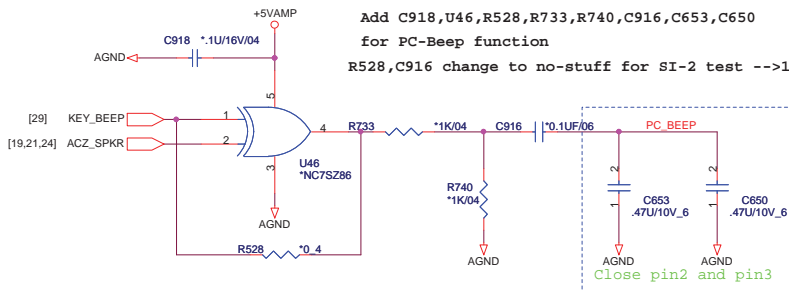 +5VAMP
Add C918,U46,R528,R733,R740,C916,C653,C650
for PC-Beep function
R528,C916 change to no-stuff for SI-2 test -->1
C918 *.1U/16V/04
AGND
5
[29] KEY_BEEP 1
[19,21,24] ACZ_SPKR 2
4
3
U46
*NC7SZ86
AGND
R733 *1K/04
C916 *0.1UF/06
PC_BEEP
R740
*1K/04
AGND
2
1
C653
.47U/10V_6
AGND
2
1
C650
.47U/10V_6
AGND
R528 *0_4
Close pin2 and pin3